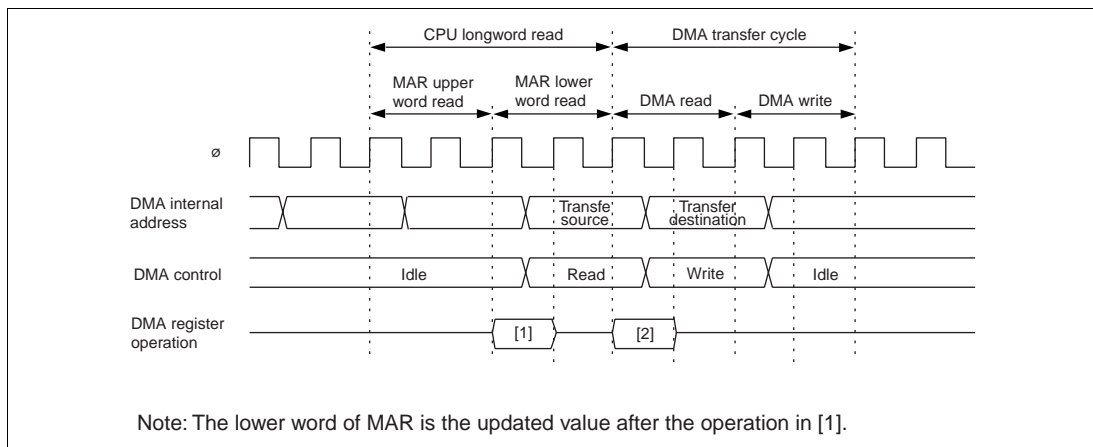 CPU longword read DMA transfer cycle
MAR upper word read MAR lower word read DMA read DMA write
ø
DMA internal address Transfe source Transfer destination
DMA control Idle Read Write Idle
DMA register operation [1] [2]
Note: The lower word of MAR is the updated value after the operation in [1].